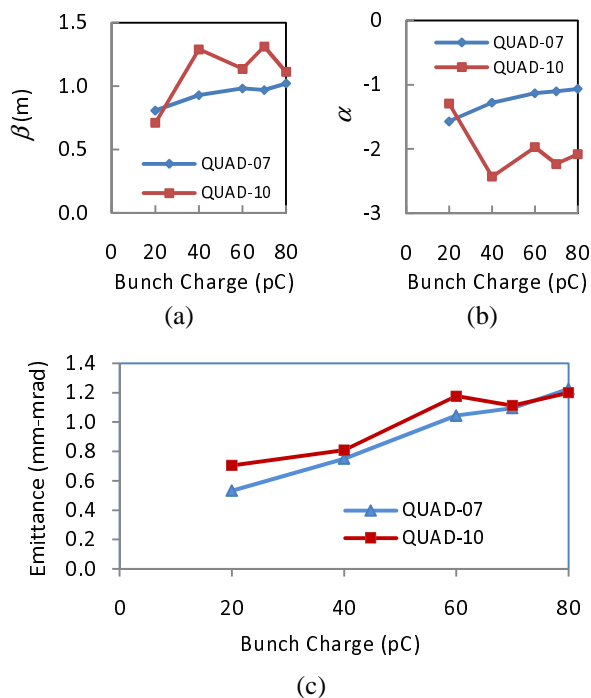 1.5
1.0
0.5
0.0
β (m)
QUAD-07
QUAD-10
0 20 40 60 80
Bunch Charge (pC)
(a)
-0
-1
-2
-3
α
QUAD-07
QUAD-10
0 20 40 60 80
Bunch Charge (pC)
(b)
1.4
1.2
1.0
0.8
0.6
0.4
0.2
0.0
Emittance (mm-mrad)
QUAD-07
QUAD-10
0 20 40 60 80
Bunch Charge (pC)
(c)